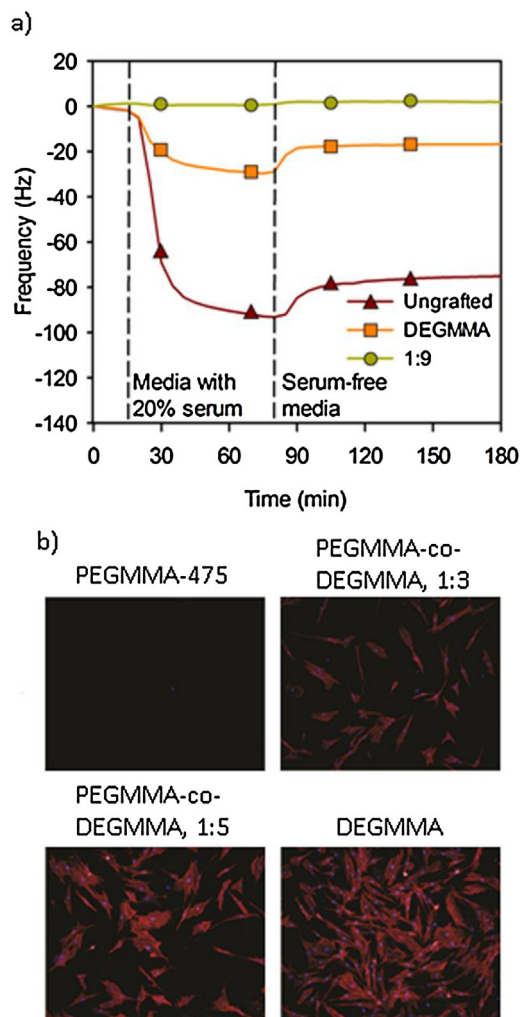 a)
20
0
-20
-40
-60
-80
-100
-120
-140
Frequency (Hz)
Ungrafted
DEGMMA
1:9
Media with
20% serum
Serum-free
media
0 30 60 90 120 150 180
Time (min)
b)
PEGMMA-475
PEGMMA-co-
DEGMMA, 1:3
PEGMMA-co-
DEGMMA, 1:5
DEGMMA